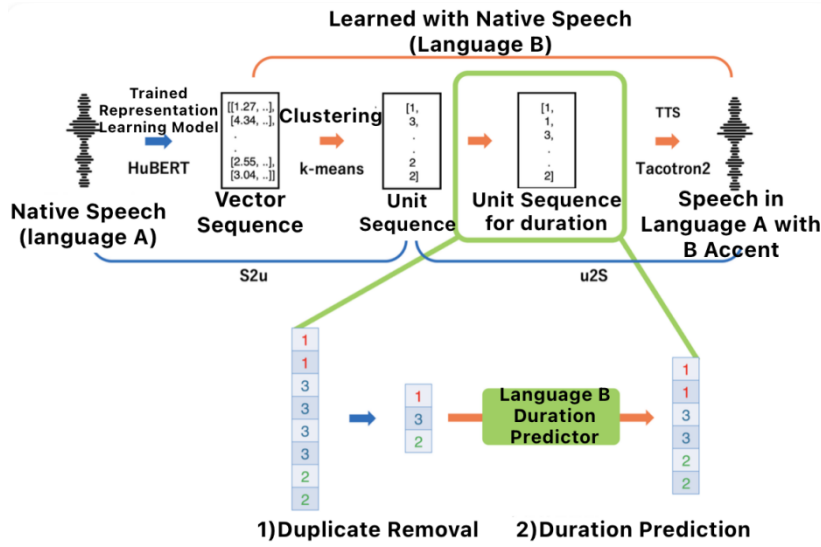 Learned with Native Speech
(Language B)
Trained
Representation
Learning Model
HuBERT
[[1.27, ..],
[4.34, ..],
.
.
[2.55, ..],
[3.04, ..]]
Vector
Sequence
Clustering
k-means
[1,
3,
.
.
2
2]
Unit
Sequence
[1,
1,
3,
.
.
2]
Unit Sequence
for duration
TTS
Tacotron2
Native Speech
(language A)
Speech in
Language A with
B Accent
S2u
u2S
1
1
3
3
3
3
2
2
1
3
2
Language B
Duration
Predictor
1
1
3
3
2
2
1)Duplicate Removal
2)Duration Prediction